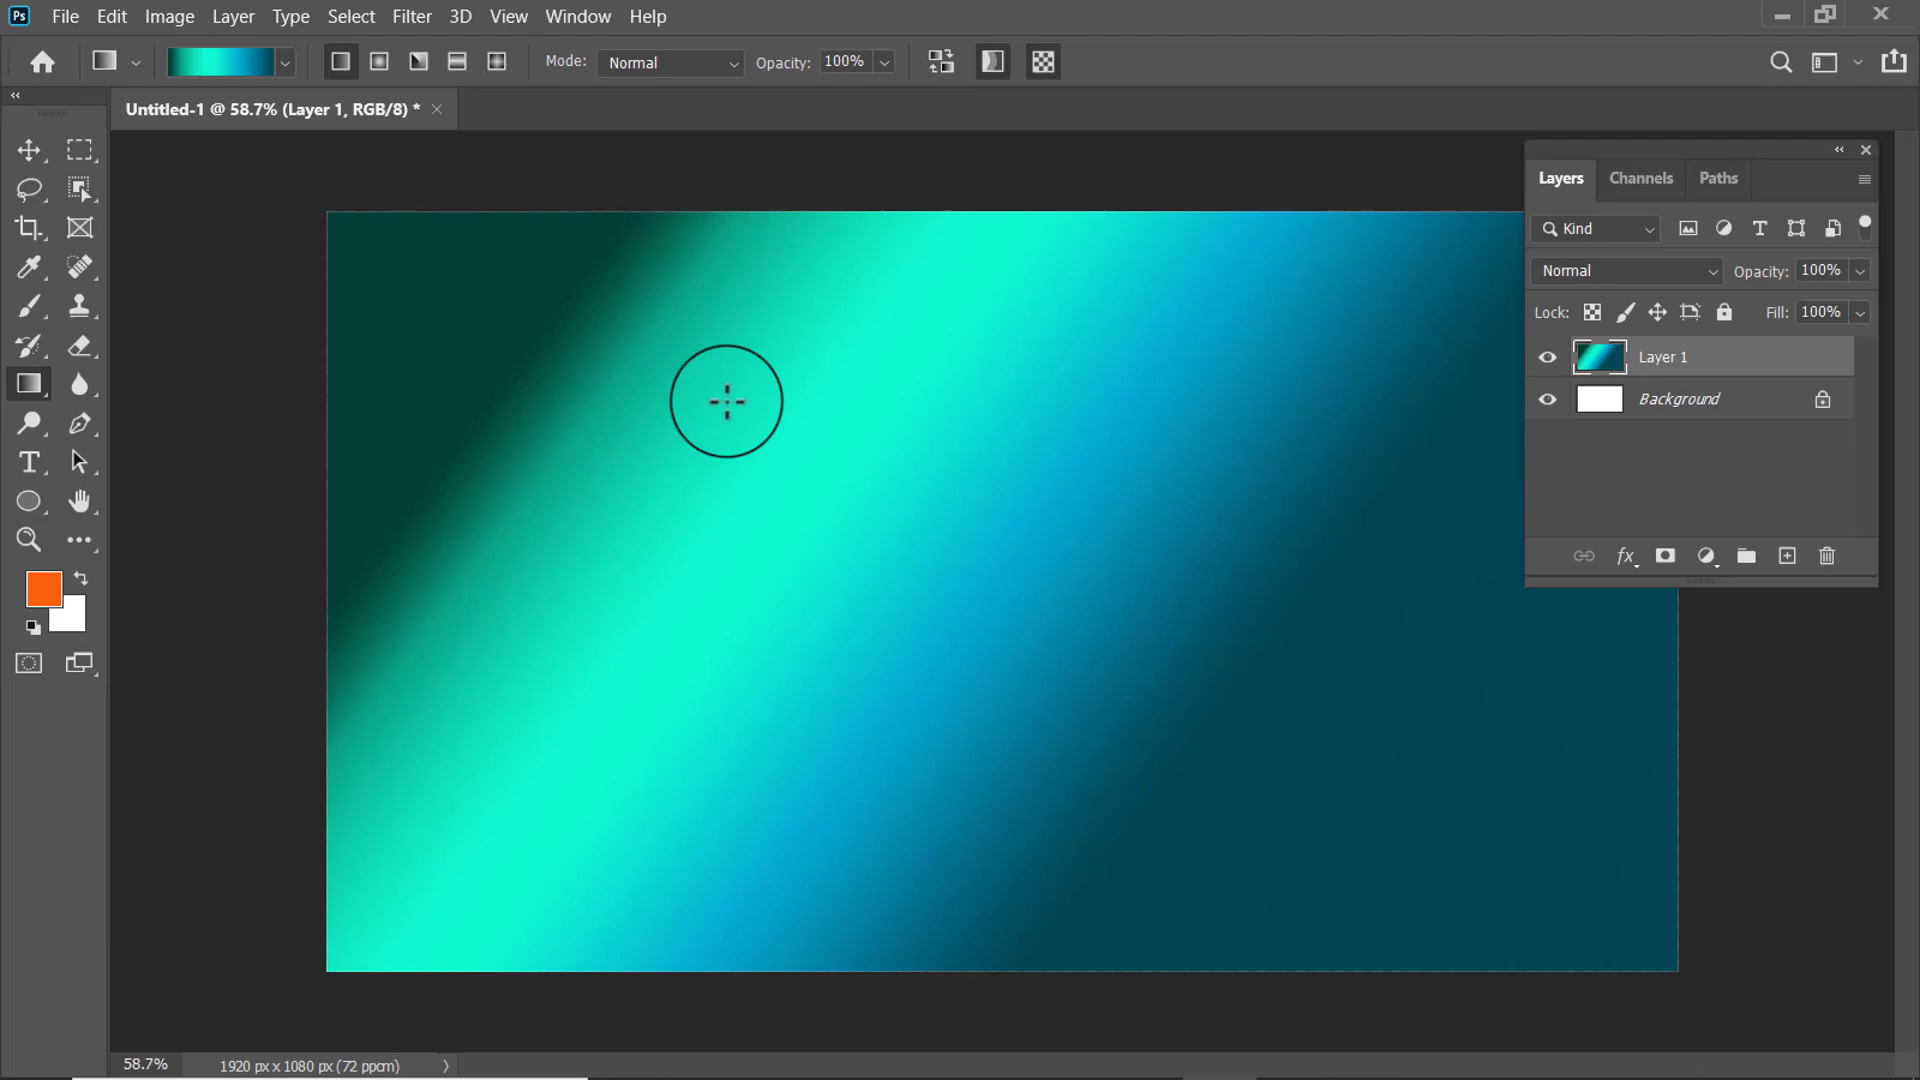 Ps File Edit Image Layer Type Select Filter 3D View Window Help
Mode: Normal Opacity: 100%
Untitled-1 @ 58.7% (Layer 1, RGB/8) *
Layers Channels Paths
Kind
Normal Opacity: 100%
Lock: Fill: 100%
Layer 1
Background
58.7% 1920 px x 1080 px (72 ppcm)